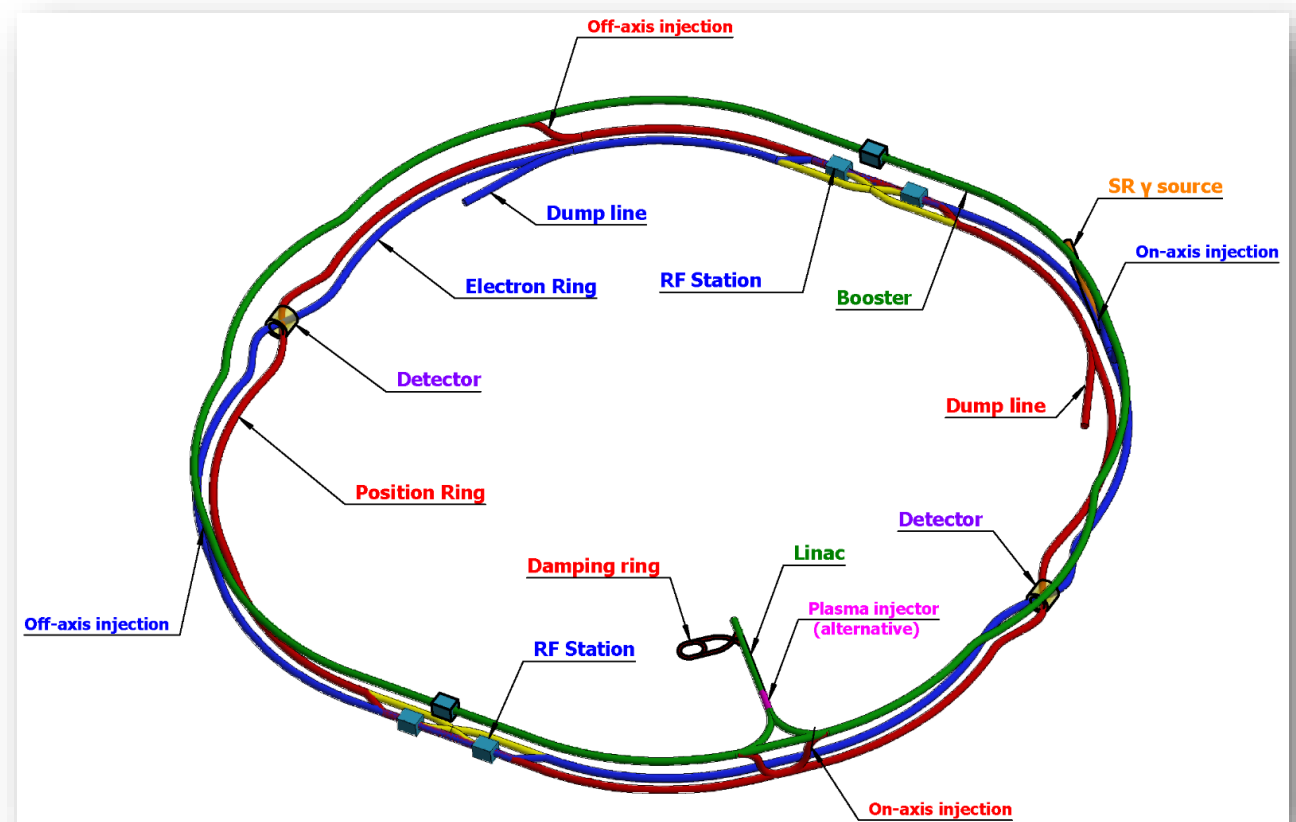 Off-axis injection
SR γ source
Dump line
On-axis injection
RF Station
Electron Ring
Booster
Detector
Dump line
Position Ring
Detector
Linac
Damping ring
Plasma injector
(alternative)
Off-axis injection
RF Station
On-axis injection